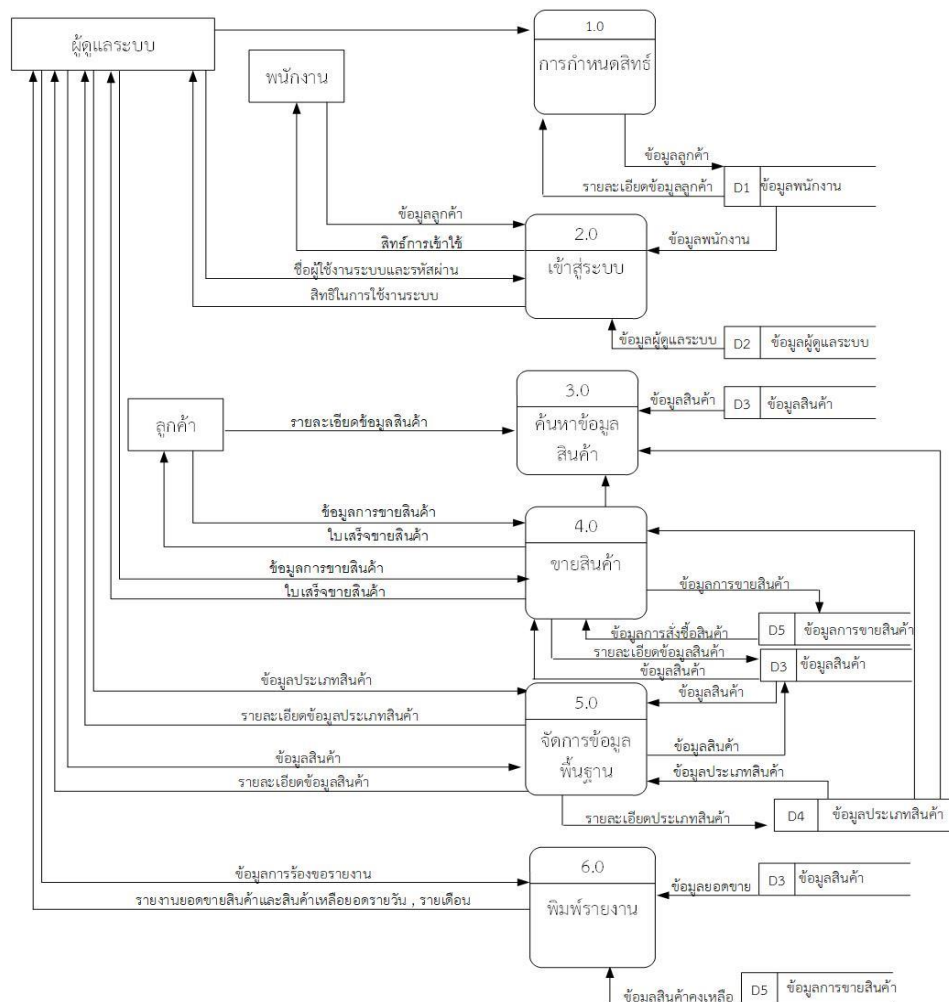 ผู้ดูแลระบบ
1.0
การกำหนดสิทธ์
พนักงาน
ข้อมูลลูกค้า
รายละเอียดข้อมูลลูกค้า
D1
ข้อมูลพนักงาน
ข้อมูลลูกค้า
2.0
สิทธ์การเข้าใช้
ข้อมูลพนักงาน
เข้าสู่ระบบ
ชื่อผู้ใช้งานระบบและรหัสผ่าน
สิทธิในการใช้งานระบบ
ข้อมูลผู้ดูแลระบบ
D2
ข้อมูลผู้ดูแลระบบ
3.0
ข้อมูลสินค้า
D3
ข้อมูลสินค้า
ลูกค้า
รายละเอียดข้อมูลสินค้า
ค้นหาข้อมูล
สินค้า
ข้อมูลการขายสินค้า
4.0
ใบเสร็จขายสินค้า
ขายสินค้า
ข้อมูลการขายสินค้า
ใบเสร็จขายสินค้า
ข้อมูลการขายสินค้า
D5
ข้อมูลการขายสินค้า
ข้อมูลการสั่งซื้อสินค้า
รายละเอียดข้อมูลสินค้า
D3
ข้อมูลสินค้า
ข้อมูลสินค้า
ข้อมูลประเภทสินค้า
5.0
ข้อมูลสินค้า
รายละเอียดข้อมูลประเภทสินค้า
จัดการข้อมูล
พื้นฐาน
ข้อมูลสินค้า
ข้อมูลสินค้า
ข้อมูลประเภทสินค้า
รายละเอียดข้อมูลสินค้า
รายละเอียดประเภทสินค้า
D4
ข้อมูลประเภทสินค้า
6.0
ข้อมูลการร้องขอรายงาน
ข้อมูลยอดขาย
D3
ข้อมูลสินค้า
รายงานยอดขายสินค้าและสินค้าเหลือยอดรายวัน , รายเดือน
พิมพ์รายงาน
ข้อมูลสินค้าคงเหลือ
D5
ข้อมูลการขายสินค้า